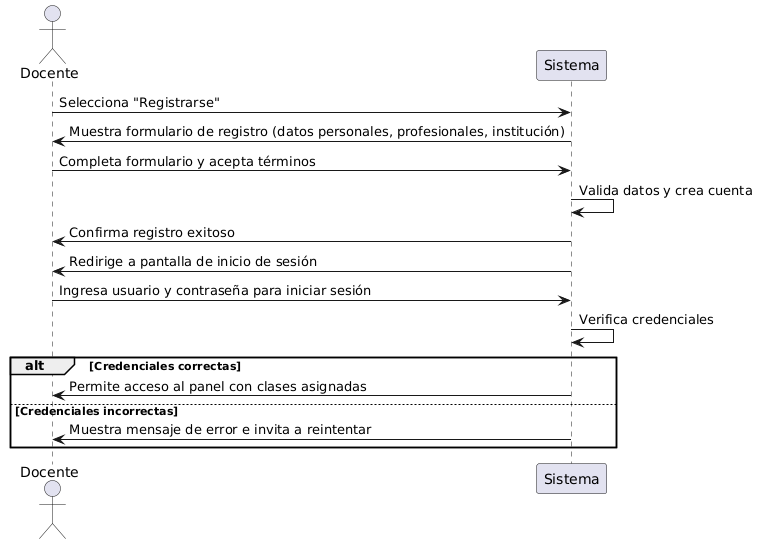 Docente
Sistema
Selecciona "Registrarse"
Muestra formulario de registro (datos personales, profesionales, institución)
Completa formulario y acepta términos
Valida datos y crea cuenta
Confirma registro exitoso
Redirige a pantalla de inicio de sesión
Ingresa usuario y contraseña para iniciar sesión
Verifica credenciales
alt [Credenciales correctas]
Permite acceso al panel con clases asignadas
[Credenciales incorrectas]
Muestra mensaje de error e invita a reintentar
Docente
Sistema